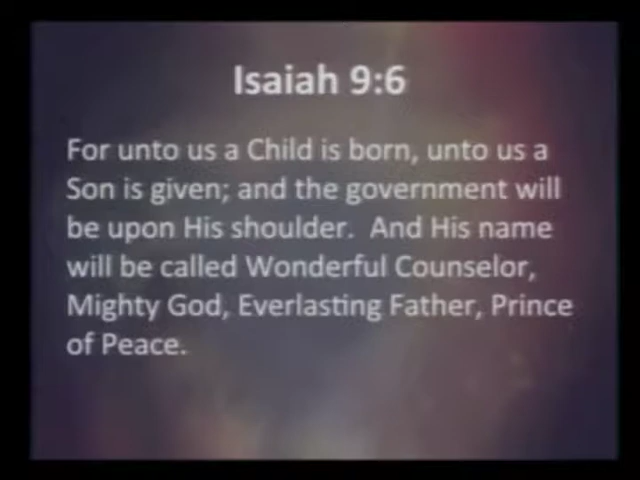 Isaiah 9:6
For unto us a Child is born, unto us a
Son is given; and the government will
be upon His shoulder.  And His name
will be called Wonderful Counselor,
Mighty God, Everlasting Father, Prince
of Peace.